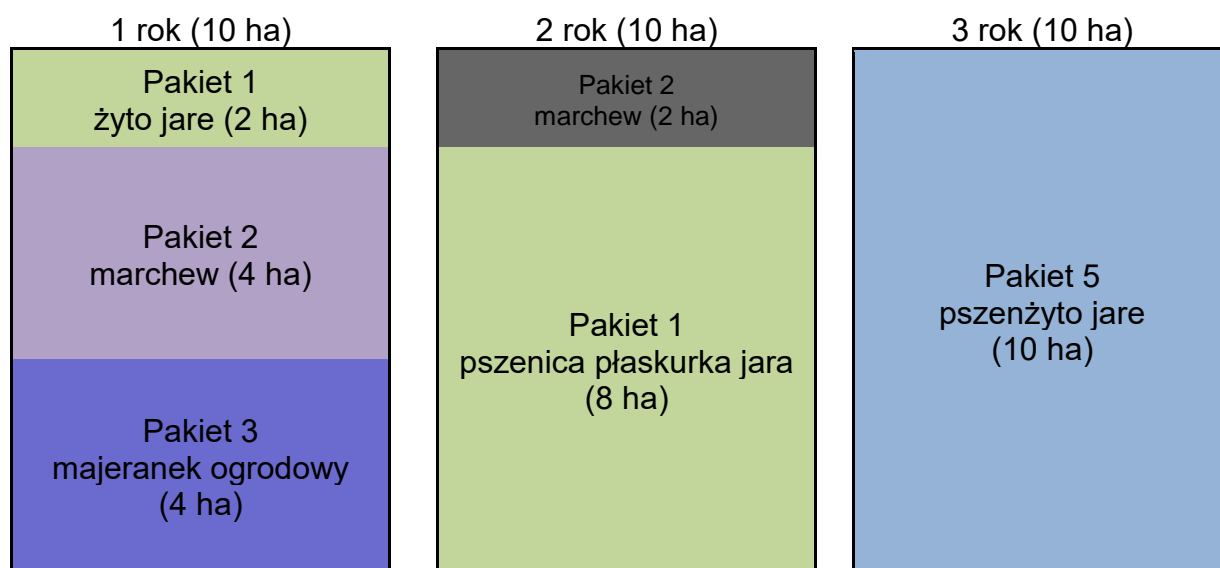 1 rok (10 ha)
Pakiet 1
żyto jare (2 ha)
Pakiet 2
marchew (4 ha)
Pakiet 3
majeranek ogrodowy
(4 ha)
2 rok (10 ha)
Pakiet 2
marchew (2 ha)
Pakiet 1
pszenica płaskurka jara
(8 ha)
3 rok (10 ha)
Pakiet 5
pszenżyto jare
(10 ha)